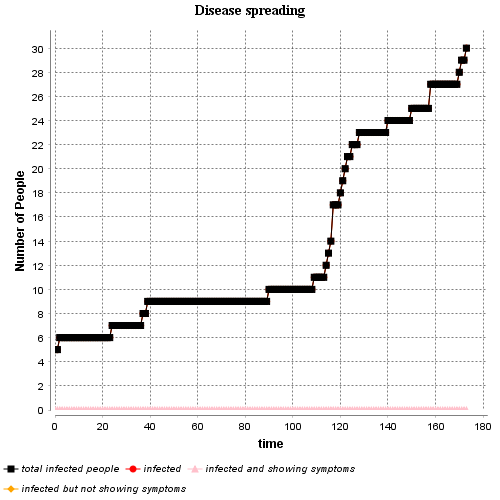 Disease spreading
Number of People
30
28
26
24
22
20
18
16
14
12
10
8
6
4
2
0
0 20 40 60 80 100 120 140 160 180
time
total infected people infected infected and showing symptoms
infected but not showing symptoms